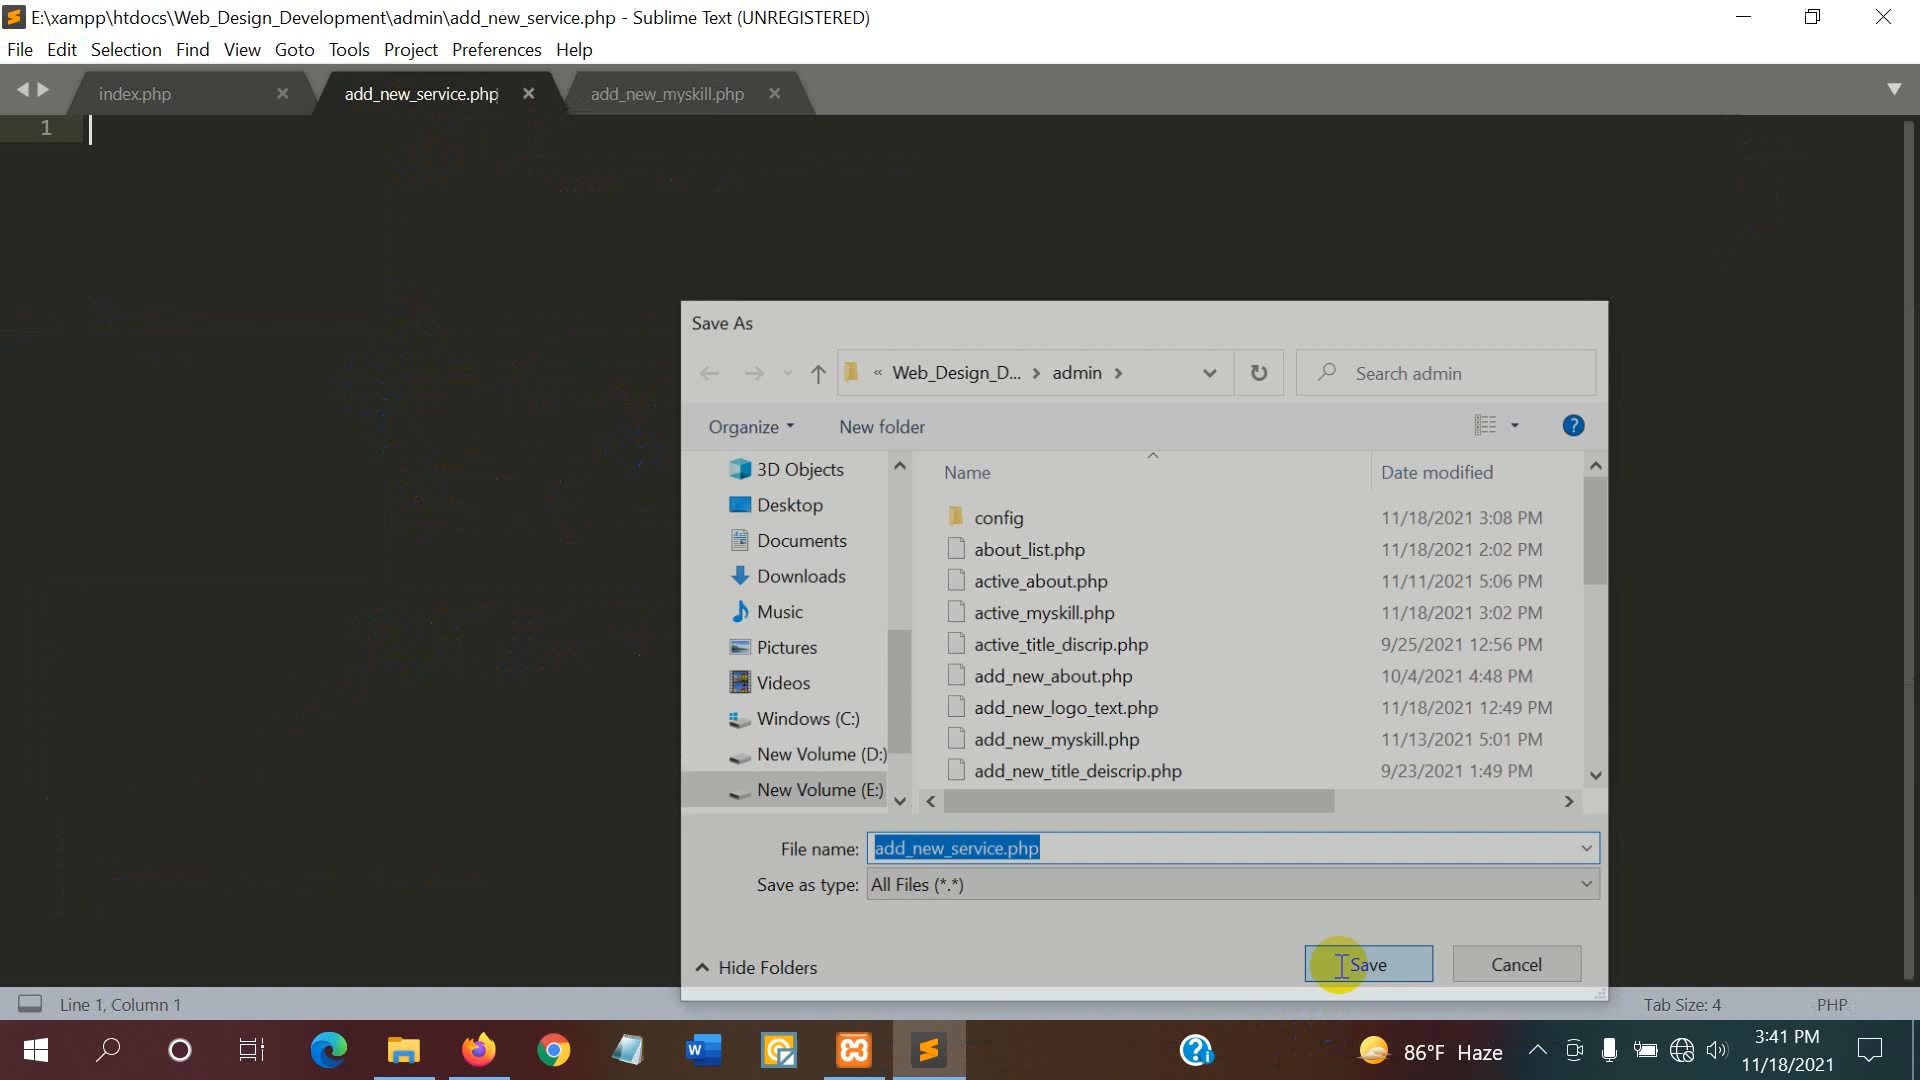 E:\xampp\htdocs\Web_Design_Development\admin\add_new_service.php - Sublime Text (UNREGISTERED)
File Edit Selection Find View Goto Tools Project Preferences Help
index.php add_new_service.php add_new_myskill.php
1
Save As
« Web_Design_D... > admin > Search admin
Organize New folder
Name Date modified
3D Objects
Desktop
Documents
Downloads
Music
Pictures
Videos
Windows (C:)
New Volume (D:)
New Volume (E:)
config 11/18/2021 3:08 PM
about_list.php 11/18/2021 2:02 PM
active_about.php 11/11/2021 5:06 PM
active_myskill.php 11/18/2021 3:02 PM
active_title_discrip.php 9/25/2021 12:56 PM
add_new_about.php 10/4/2021 4:48 PM
add_new_logo_text.php 11/18/2021 12:49 PM
add_new_myskill.php 11/13/2021 5:01 PM
add_new_title_deiscrip.php 9/23/2021 1:49 PM
File name: add_new_service.php
Save as type: All Files (*.*)
Hide Folders Save Cancel
Line 1, Column 1 Tab Size: 4 PHP
86°F Haze 3:41 PM
11/18/2021